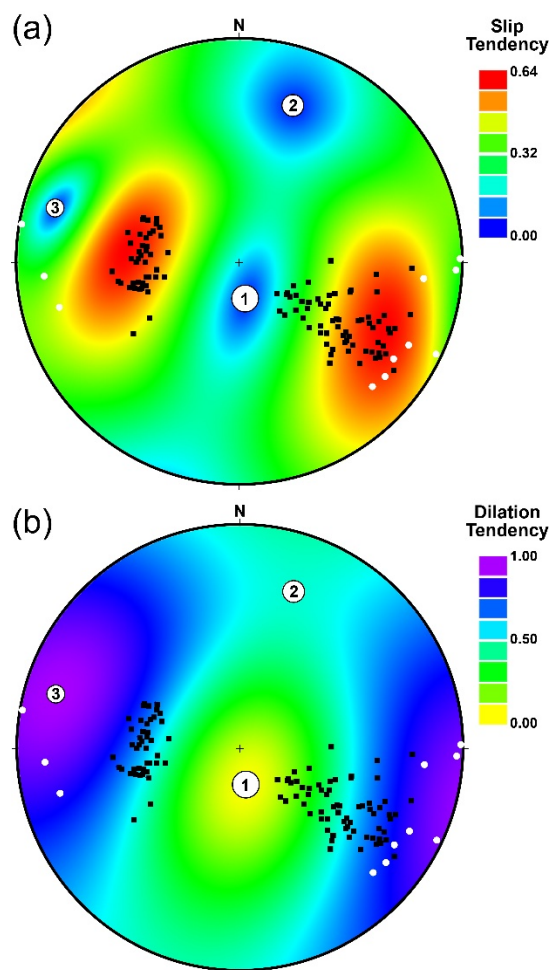 (a)
N
Slip
Tendency
0.64
0.32
0.00
2
3
1
(b)
N
Dilation
Tendency
1.00
0.50
0.00
2
3
1